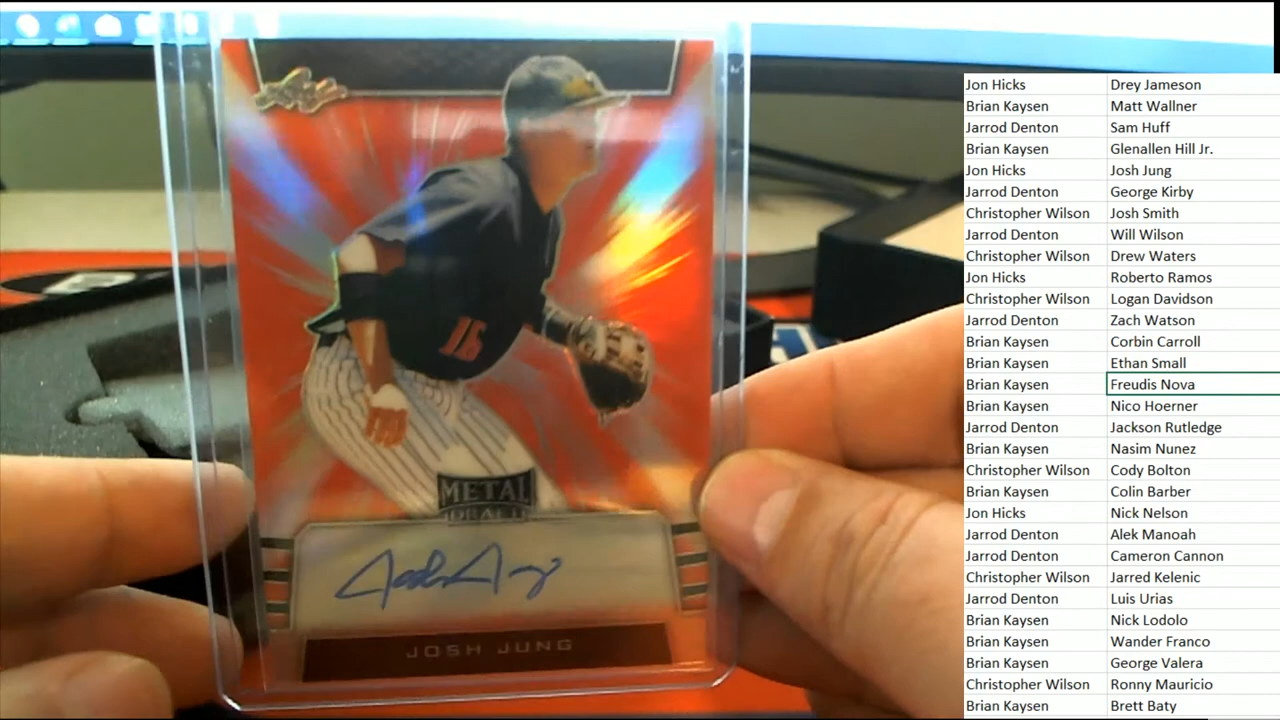 16
METAL
DRAFT
Josh Jung
JOSH JUNG
Jon Hicks Drey Jameson
Brian Kaysen Matt Wallner
Jarrod Denton Sam Huff
Brian Kaysen Glenallen Hill Jr.
Jon Hicks Josh Jung
Jarrod Denton George Kirby
Christopher Wilson Josh Smith
Jarrod Denton Will Wilson
Christopher Wilson Drew Waters
Jon Hicks Roberto Ramos
Christopher Wilson Logan Davidson
Jarrod Denton Zach Watson
Brian Kaysen Corbin Carroll
Brian Kaysen Ethan Small
Brian Kaysen Freudis Nova
Brian Kaysen Nico Hoerner
Jarrod Denton Jackson Rutledge
Brian Kaysen Nasim Nunez
Christopher Wilson Cody Bolton
Brian Kaysen Colin Barber
Jon Hicks Nick Nelson
Jarrod Denton Alek Manoah
Jarrod Denton Cameron Cannon
Christopher Wilson Jarred Kelenic
Jarrod Denton Luis Urias
Brian Kaysen Nick Lodolo
Brian Kaysen Wander Franco
Brian Kaysen George Valera
Christopher Wilson Ronny Mauricio
Brian Kaysen Brett Baty